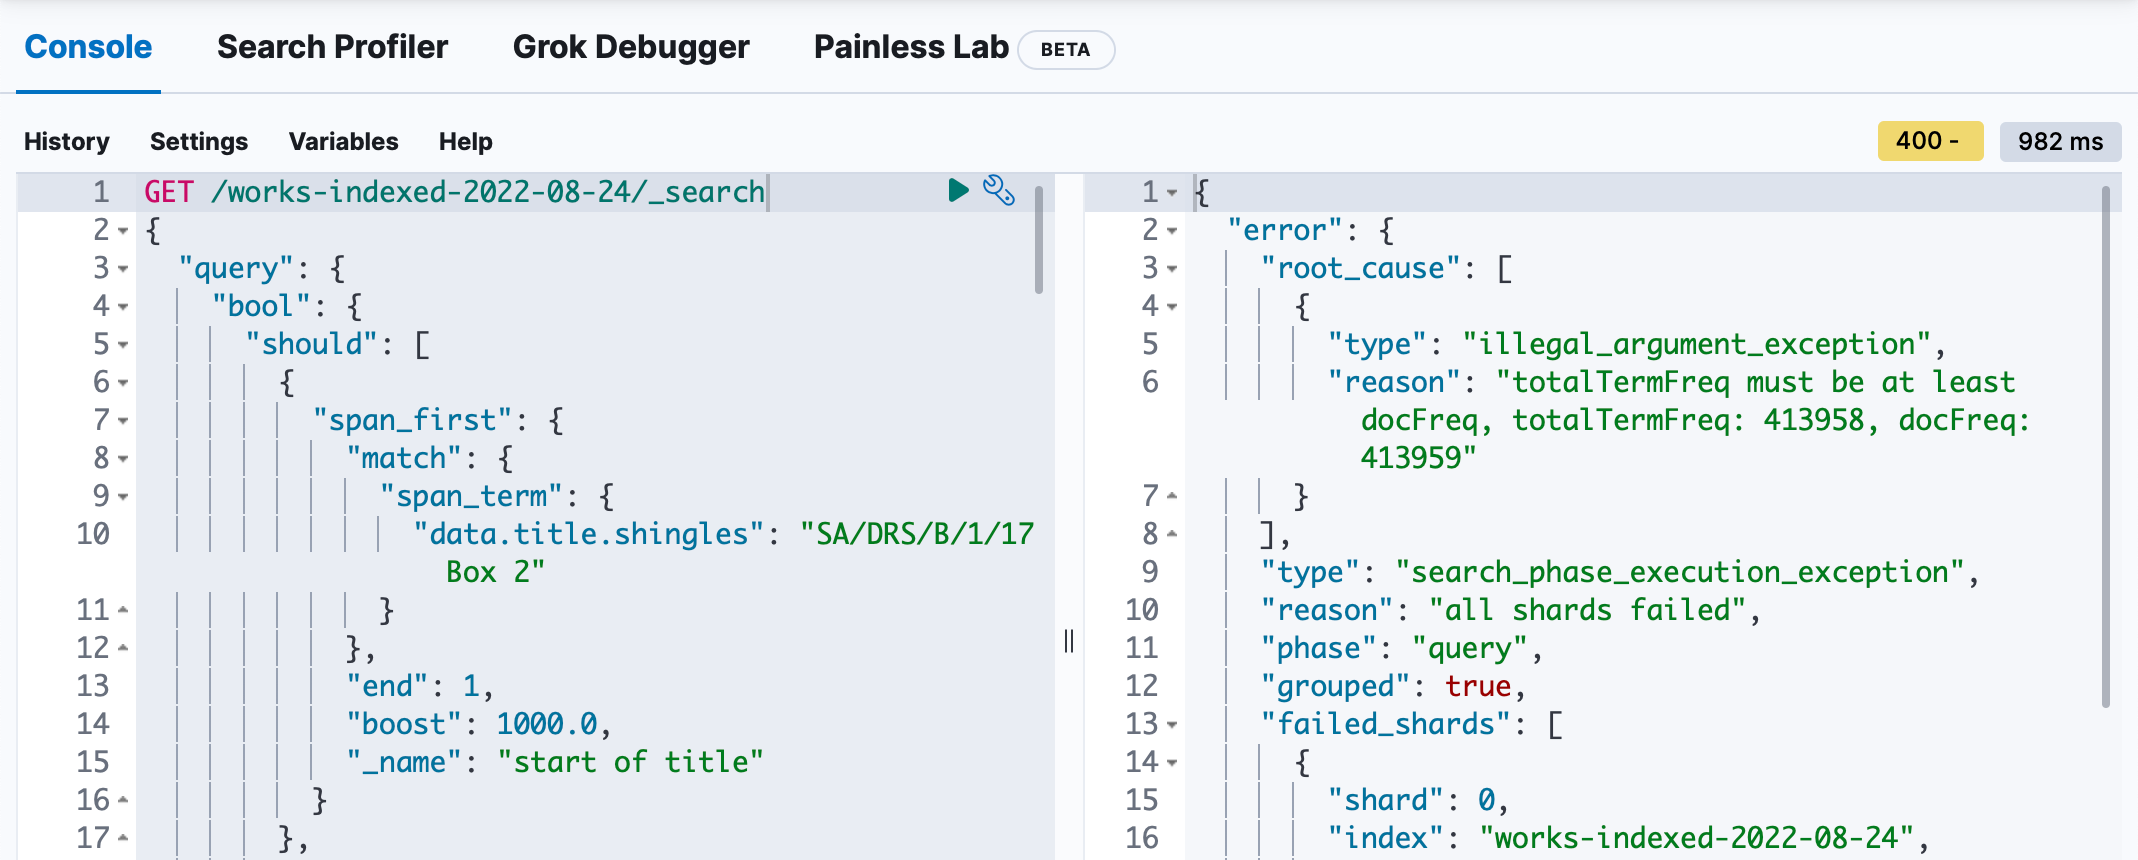 Console Search Profiler Grok Debugger Painless Lab BETA
History Settings Variables Help 400 - 982 ms
1 GET /works-indexed-2022-08-24/_search
2 {
3 "query": {
4 "bool": {
5 "should": [
6 {
7 "span_first": {
8 "match": {
9 "span_term": {
10 "data.title.shingles": "SA/DRS/B/1/17
Box 2"
11 }
12 },
13 "end": 1,
14 "boost": 1000.0,
15 "_name": "start of title"
16 }
17 },
1 {
2 "error": {
3 "root_cause": [
4 {
5 "type": "illegal_argument_exception",
6 "reason": "totalTermFreq must be at least
docFreq, totalTermFreq: 413958, docFreq:
413959"
7 }
8 ],
9 "type": "search_phase_execution_exception",
10 "reason": "all shards failed",
11 "phase": "query",
12 "grouped": true,
13 "failed_shards": [
14 {
15 "shard": 0,
16 "index": "works-indexed-2022-08-24",